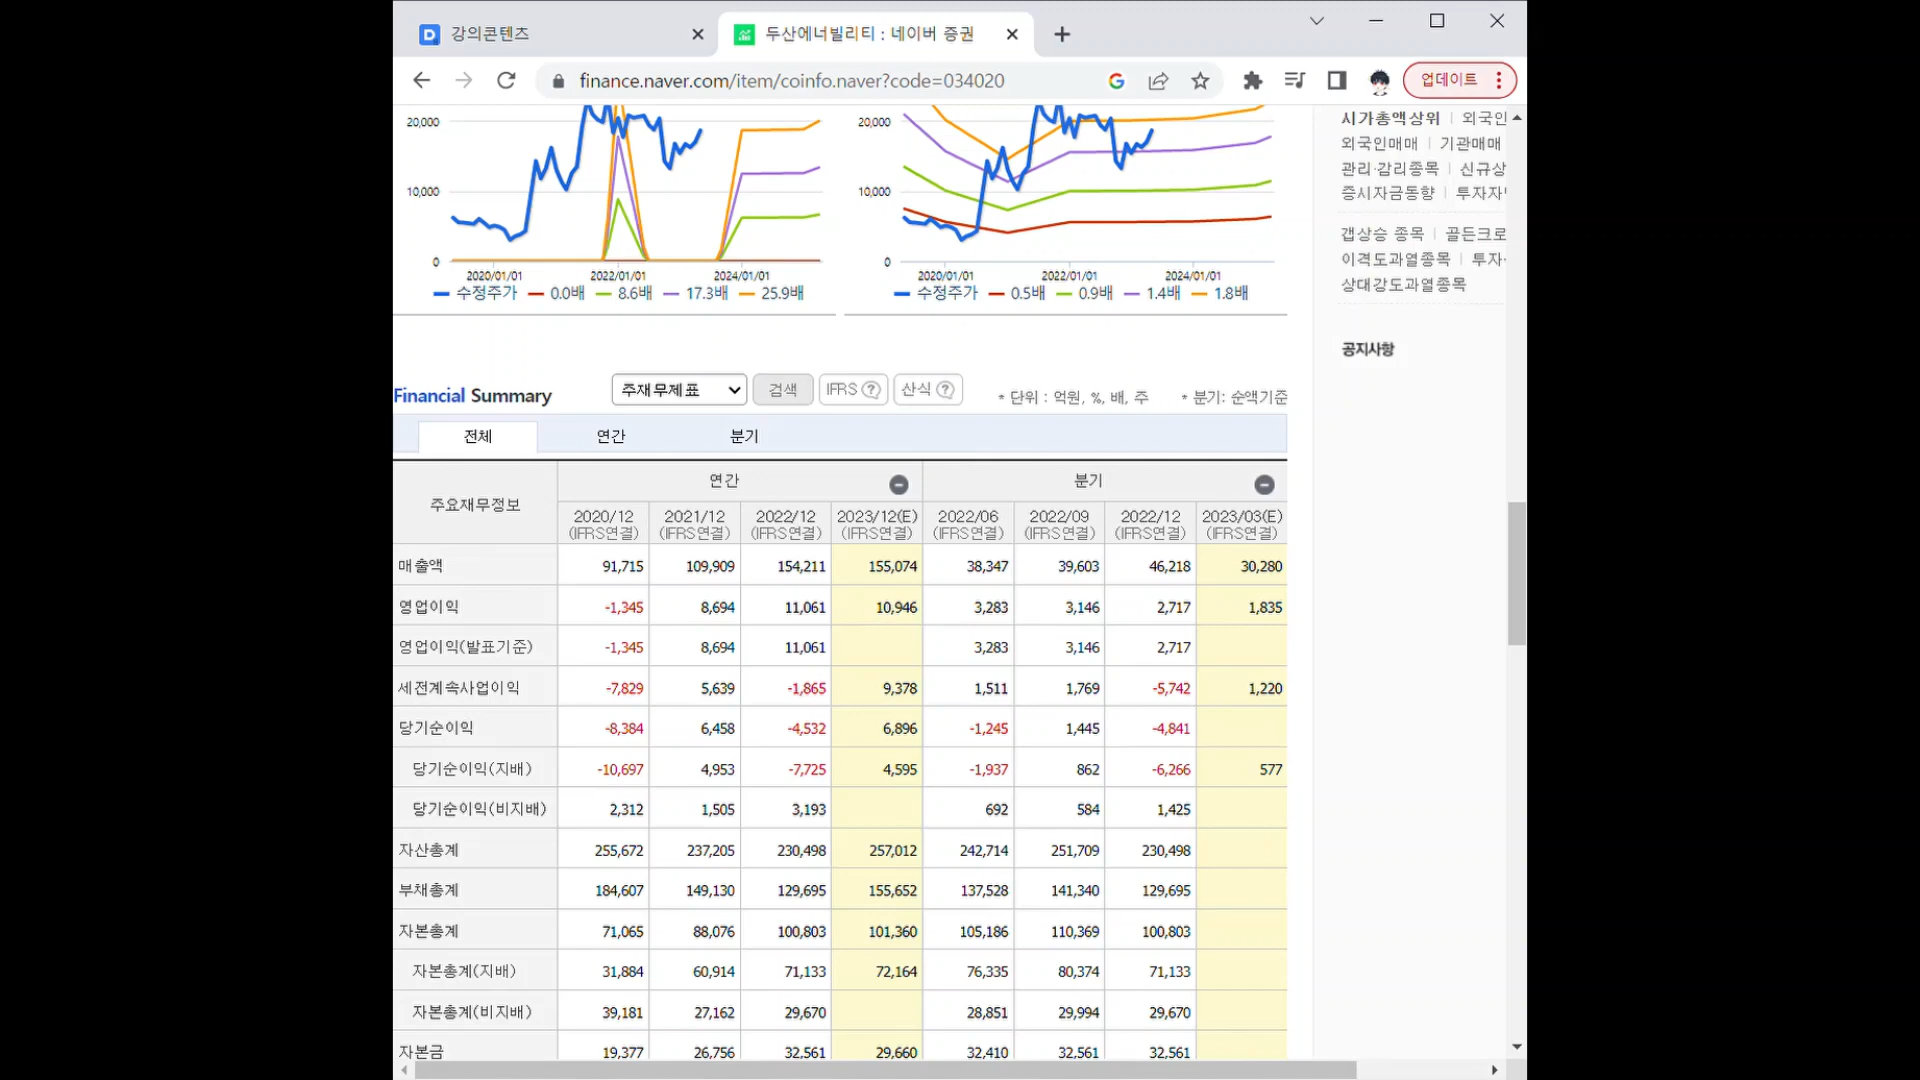 강의콘텐츠
두산에너빌리티 : 네이버 증권
finance.naver.com/item/coinfo.naver?code=034020
업데이트
20,000
10,000
0
2020/01/01 2022/01/01 2024/01/01
수정주가 0.0배 8.6배 17.3배 25.9배
20,000
10,000
0
2020/01/01 2022/01/01 2024/01/01
수정주가 0.5배 0.9배 1.4배 1.8배
시가총액상위 외국인
외국인매매 기관매매
관리·감리종목 신규상
증시자금동향 투자자
갭상승 종목 골든크로
이격도과열종목 투자
상대강도과열종목
공지사항
Financial Summary 주재무제표 검색 IFRS ? 산식 ? * 단위 : 억원, %, 배, 주 * 분기: 순액기준
전체 연간 분기
주요재무정보 연간 분기
2020/12 2021/12 2022/12 2023/12(E) 2022/06 2022/09 2022/12 2023/03(E)
(IFRS연결) (IFRS연결) (IFRS연결) (IFRS연결) (IFRS연결) (IFRS연결) (IFRS연결) (IFRS연결)
매출액 91,715 109,909 154,211 155,074 38,347 39,603 46,218 30,280
영업이익 -1,345 8,694 11,061 10,946 3,283 3,146 2,717 1,835
영업이익(발표기준) -1,345 8,694 11,061 3,283 3,146 2,717
세전계속사업이익 -7,829 5,639 -1,865 9,378 1,511 1,769 -5,742 1,220
당기순이익 -8,384 6,458 -4,532 6,896 -1,245 1,445 -4,841
당기순이익(지배) -10,697 4,953 -7,725 4,595 -1,937 862 -6,266 577
당기순이익(비지배) 2,312 1,505 3,193 692 584 1,425
자산총계 255,672 237,205 230,498 257,012 242,714 251,709 230,498
부채총계 184,607 149,130 129,695 155,652 137,528 141,340 129,695
자본총계 71,065 88,076 100,803 101,360 105,186 110,369 100,803
자본총계(지배) 31,884 60,914 71,133 72,164 76,335 80,374 71,133
자본총계(비지배) 39,181 27,162 29,670 28,851 29,994 29,670
자본금 19,377 26,756 32,561 29,660 32,410 32,561 32,561